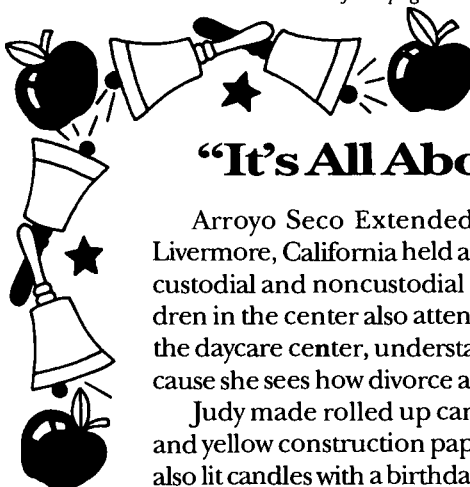 “It’s All Abo
Arroyo Seco Extended
Livermore, California held a
custodial and noncustodial
dren in the center also atten
the daycare center, understa
cause she sees how divorce a
Judy made rolled up can
and yellow construction pap
also lit candles with a birthda